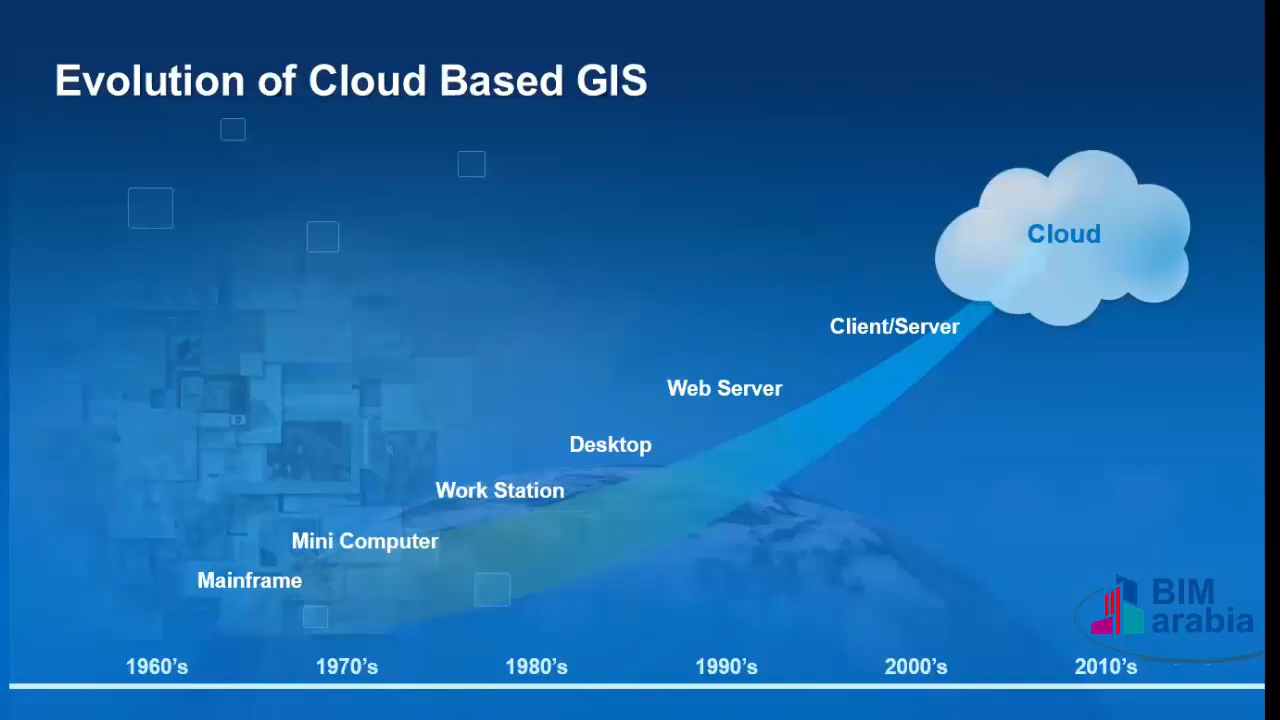 Evolution of Cloud Based GIS
Cloud
Client/Server
Web Server
Desktop
Work Station
Mini Computer
Mainframe
BIM
arabia
1960’s
1970’s
1980’s
1990’s
2000’s
2010’s